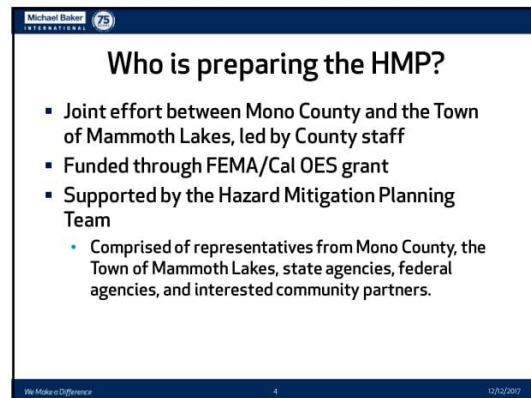 Michael Baker
INTERNATIONAL
75
Who is preparing the HMP?
▪ Joint effort between Mono County and the Town
of Mammoth Lakes, led by County staff
▪ Funded through FEMA/Cal OES grant
▪ Supported by the Hazard Mitigation Planning
Team
• Comprised of representatives from Mono County, the
Town of Mammoth Lakes, state agencies, federal
agencies, and interested community partners.
We Make a Difference
4
12/12/2017